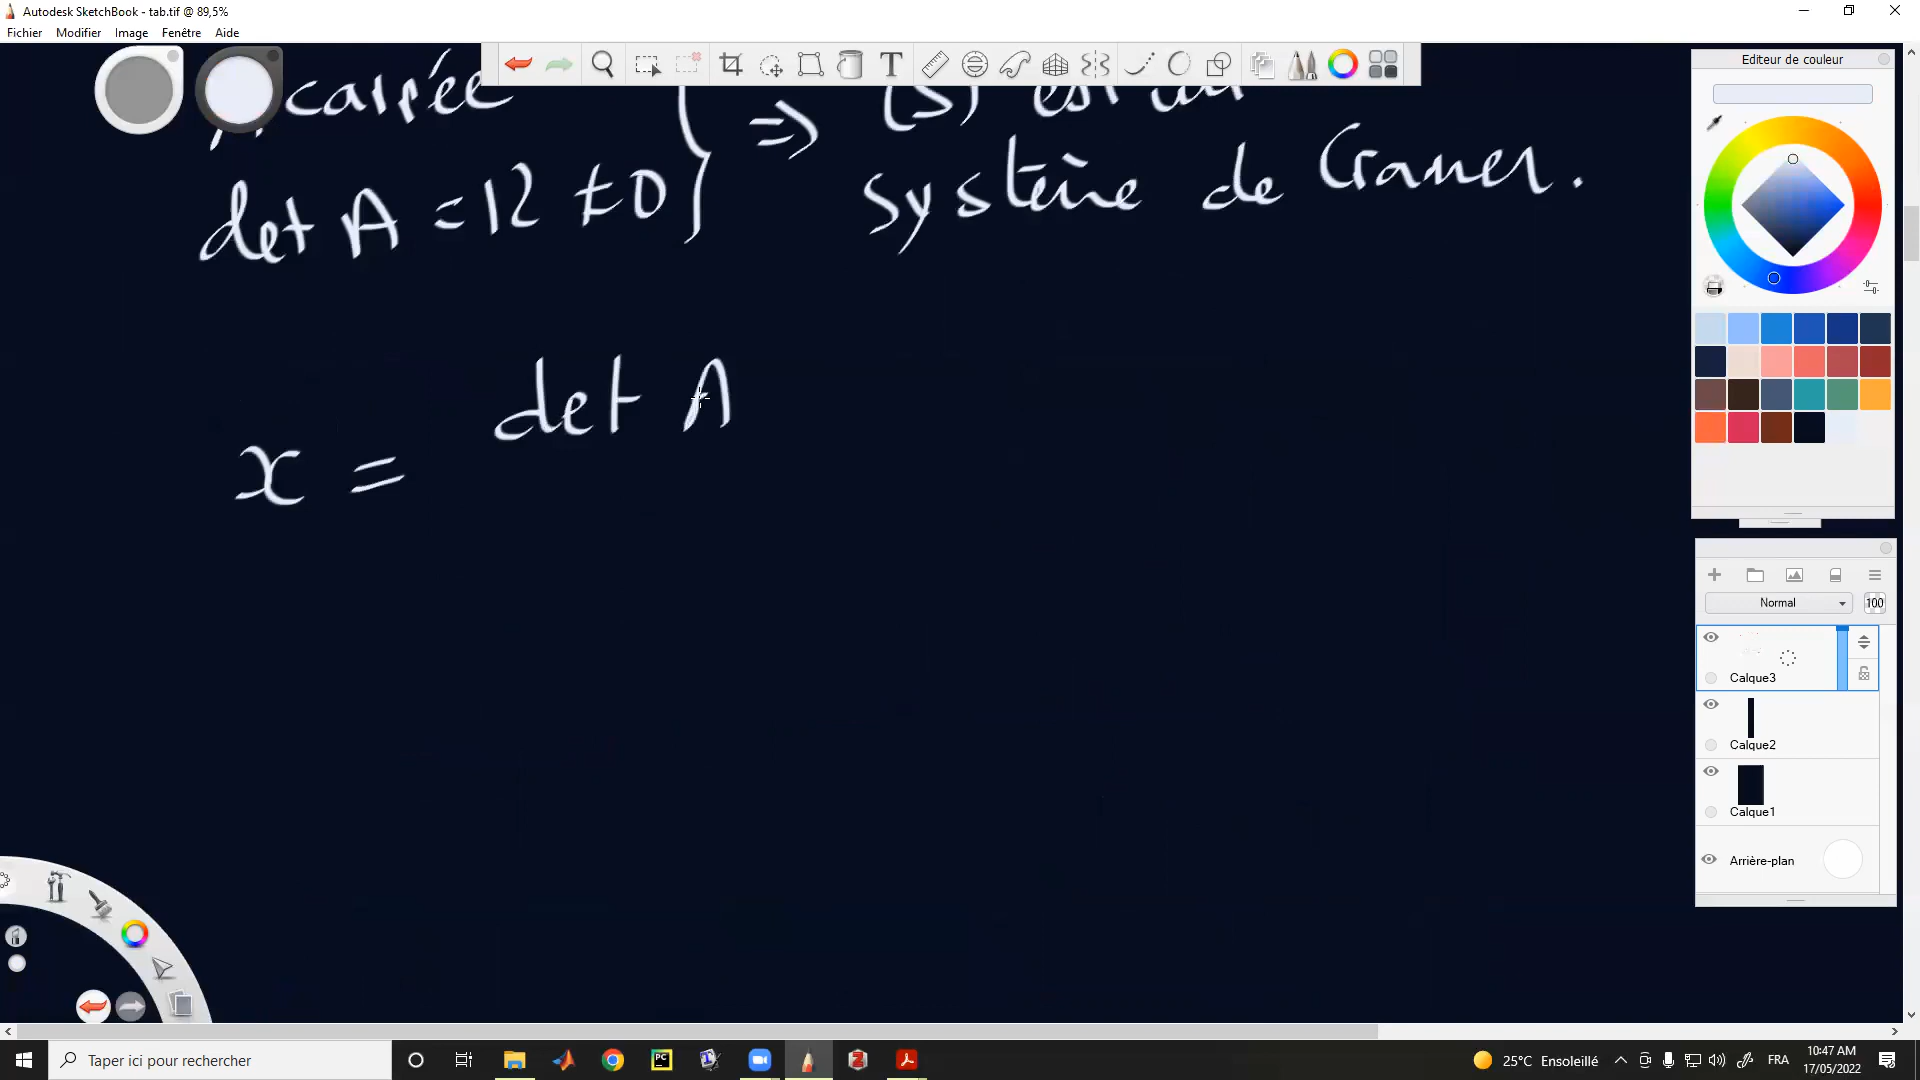 Autodesk SketchBook - tab.tif @ 89,5%
Fichier Modifier Image Fenêtre Aide
Editeur de couleur
carrée
=> (S) est un
det A = 12 ≠ 0
système de Cramer.
det A
x =
Normal
100
Calque3
Calque2
Calque1
Arrière-plan
Taper ici pour rechercher
25°C Ensoleillé
FRA
10:47 AM
17/05/2022